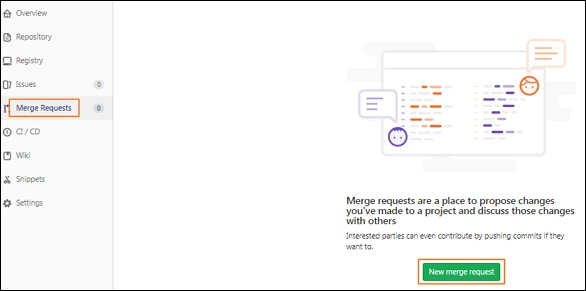 Overview
Repository
Registry
Issues 0
Merge Requests 0
CI / CD
Wiki
Snippets
Settings
Merge requests are a place to propose changes
you've made to a project and discuss those changes
with others
Interested parties can even contribute by pushing commits if they
want to.
New merge request